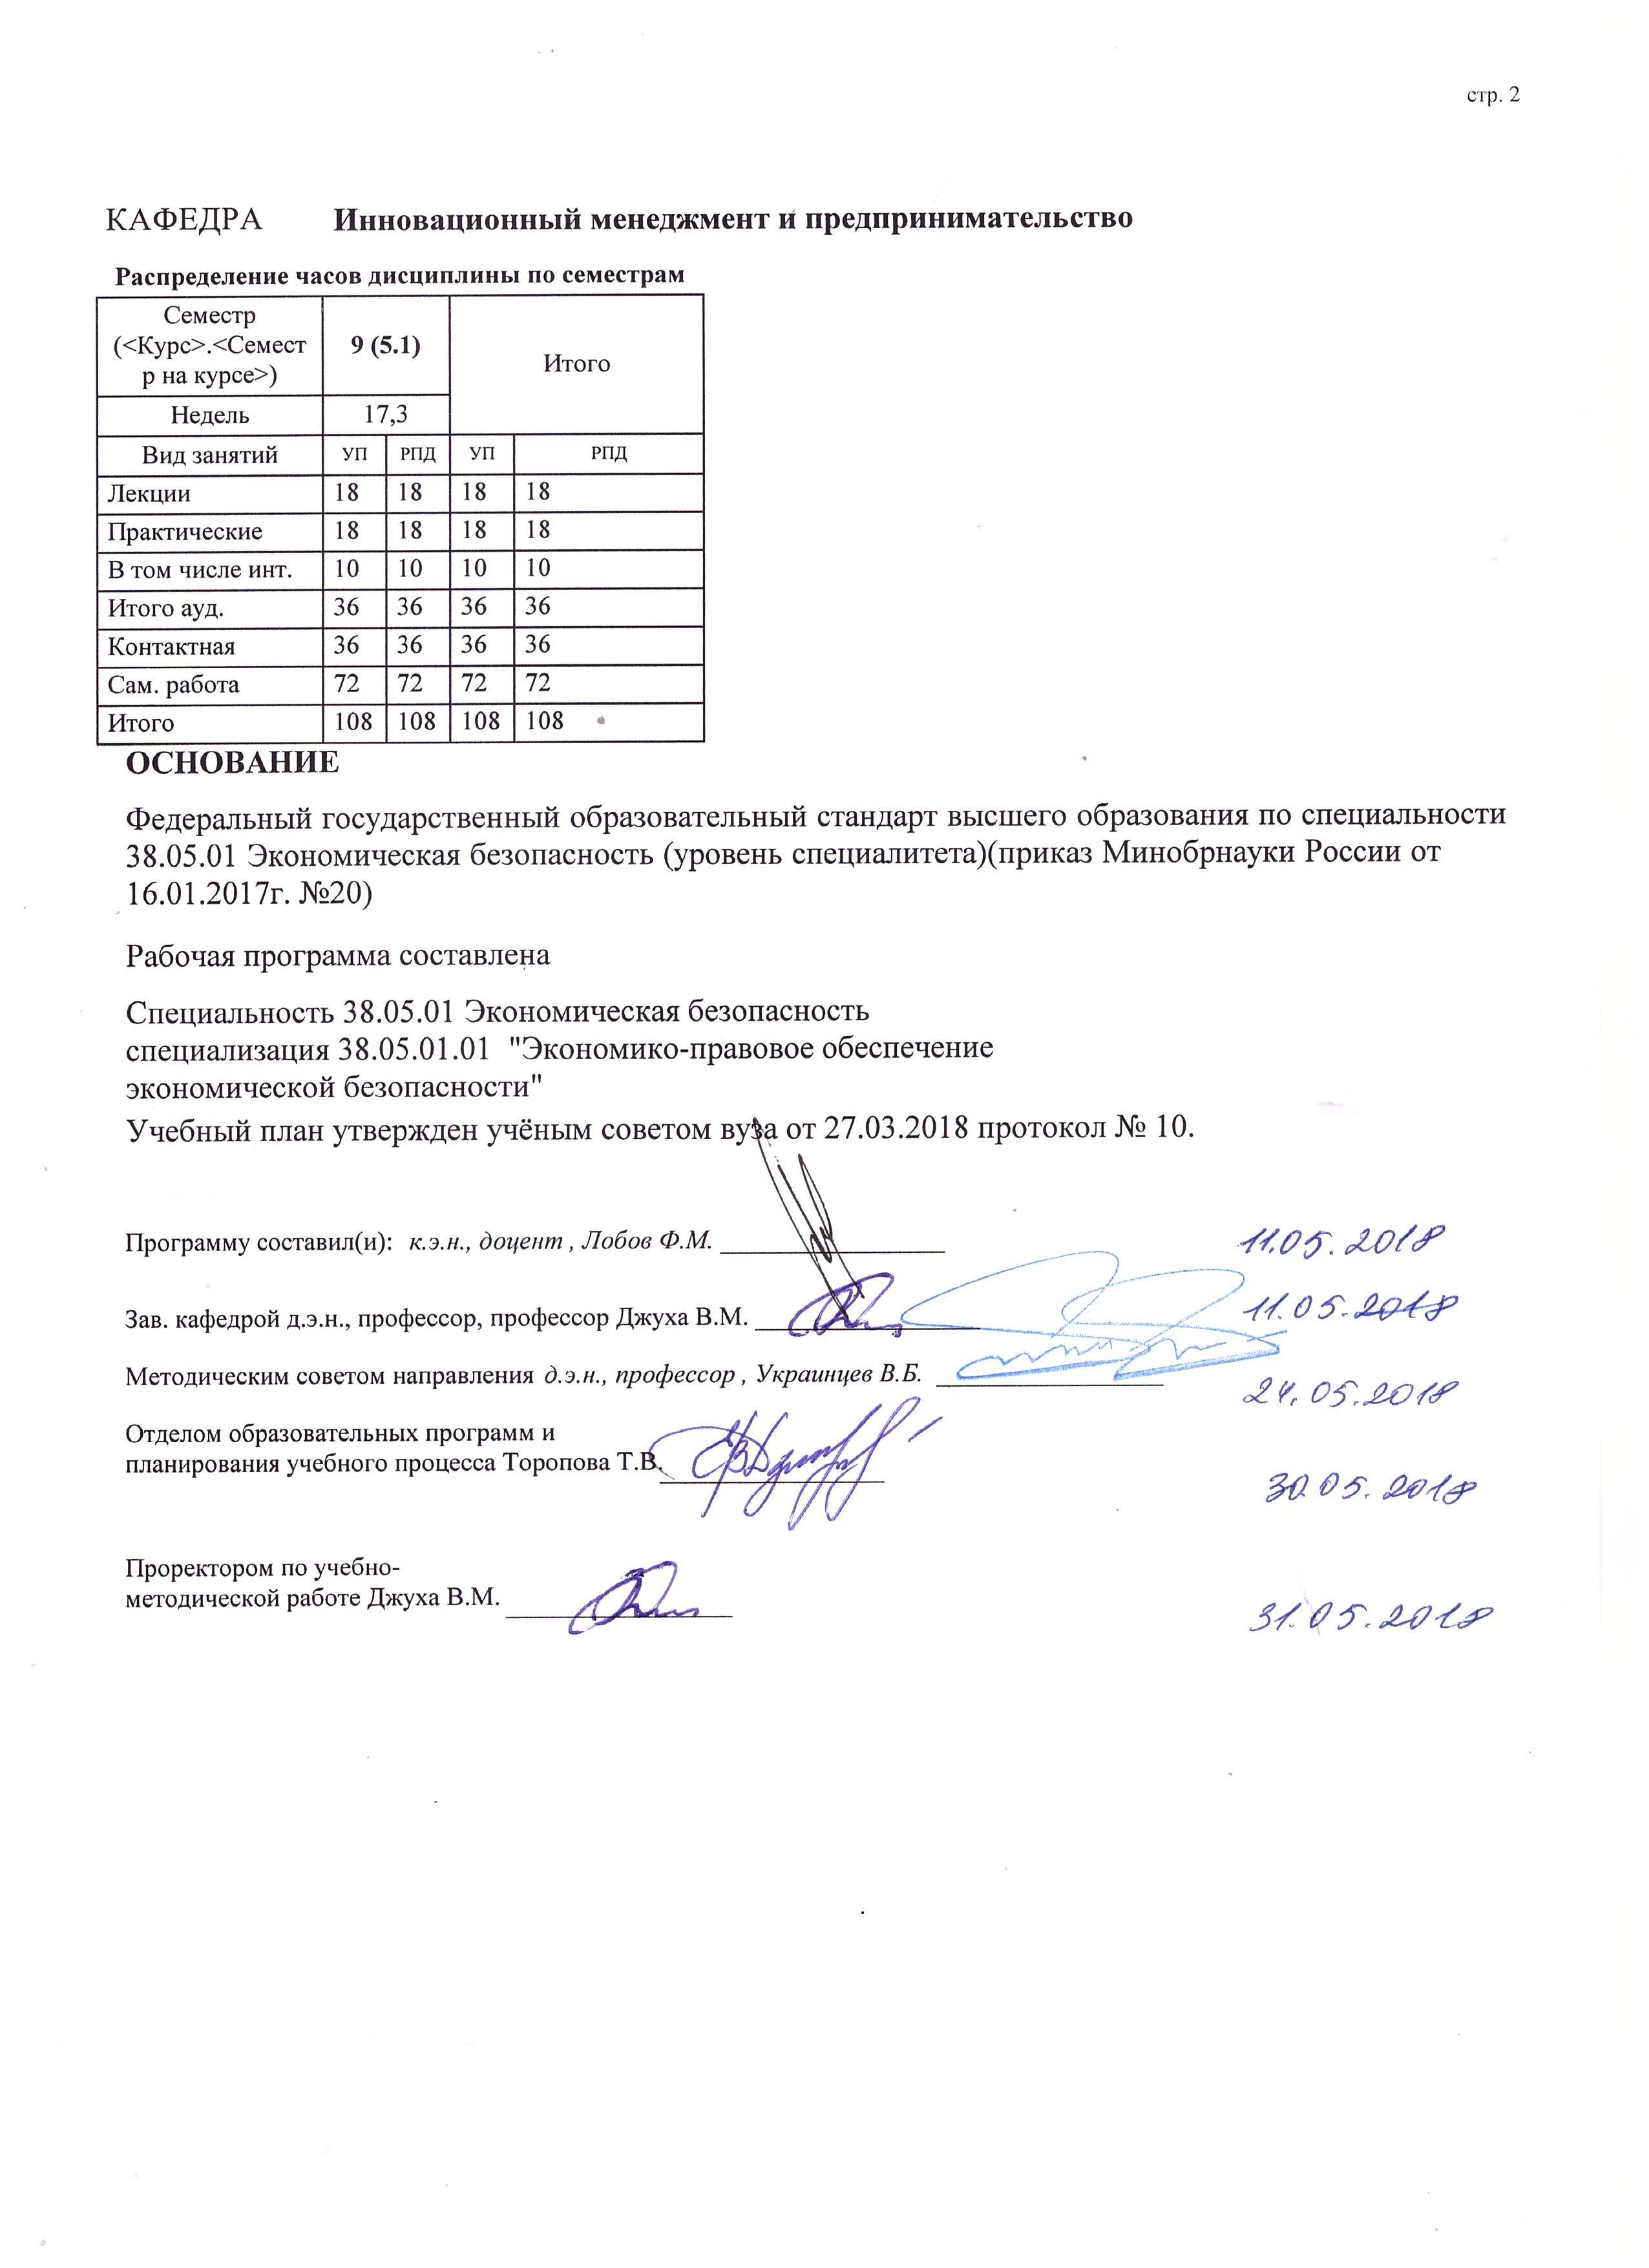 стр. 2
КАФЕДРА Инновационный менеджмент и предпринимательство
Распределение часов дисциплины по семестрам
Семестр
(<Курс>.<Семест
р на курсе>)
9 (5.1)
Итого
Недель 17,3
Вид занятий УП РПД УП РПД
Лекции 18 18 18 18
Практические 18 18 18 18
В том числе инт. 10 10 10 10
Итого ауд. 36 36 36 36
Контактная 36 36 36 36
Сам. работа 72 72 72 72
Итого 108 108 108 108
ОСНОВАНИЕ
Федеральный государственный образовательный стандарт высшего образования по специальности
38.05.01 Экономическая безопасность (уровень специалитета)(приказ Минобрнауки России от
16.01.2017г. №20)
Рабочая программа составлена
Специальность 38.05.01 Экономическая безопасность
специализация 38.05.01.01 "Экономико-правовое обеспечение
экономической безопасности"
Учебный план утвержден учёным советом вуза от 27.03.2018 протокол № 10.
Программу составил(и): к.э.н., доцент , Лобов Ф.М. 11.05.2018
Зав. кафедрой д.э.н., профессор, профессор Джуха В.М. 11.05.2018
Методическим советом направления д.э.н., профессор , Украинцев В.Б. 24.05.2018
Отделом образовательных программ и
планирования учебного процесса Торопова Т.В. 30.05.2018
Проректором по учебно-
методической работе Джуха В.М. 31.05.2018